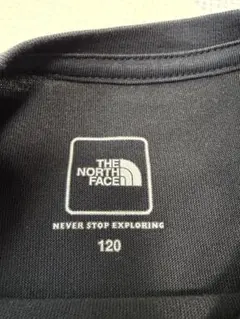 THE
NORTH
FACE
NEVER STOP EXPLORING
120